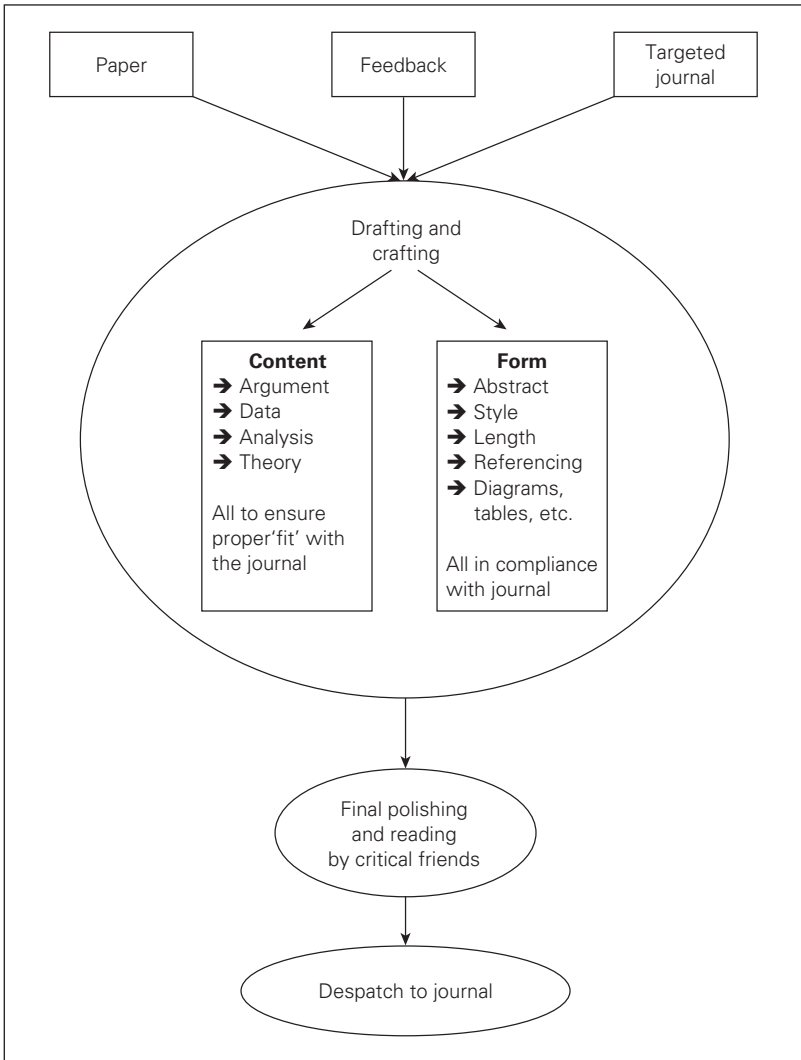 Paper
Feedback
Targeted
journal
Drafting and
crafting
Content
➔ Argument
➔ Data
➔ Analysis
➔ Theory
All to ensure
proper‘fit’ with
the journal
Form
➔ Abstract
➔ Style
➔ Length
➔ Referencing
➔ Diagrams,
tables, etc.
All in compliance
with journal
Final polishing
and reading
by critical friends
Despatch to journal